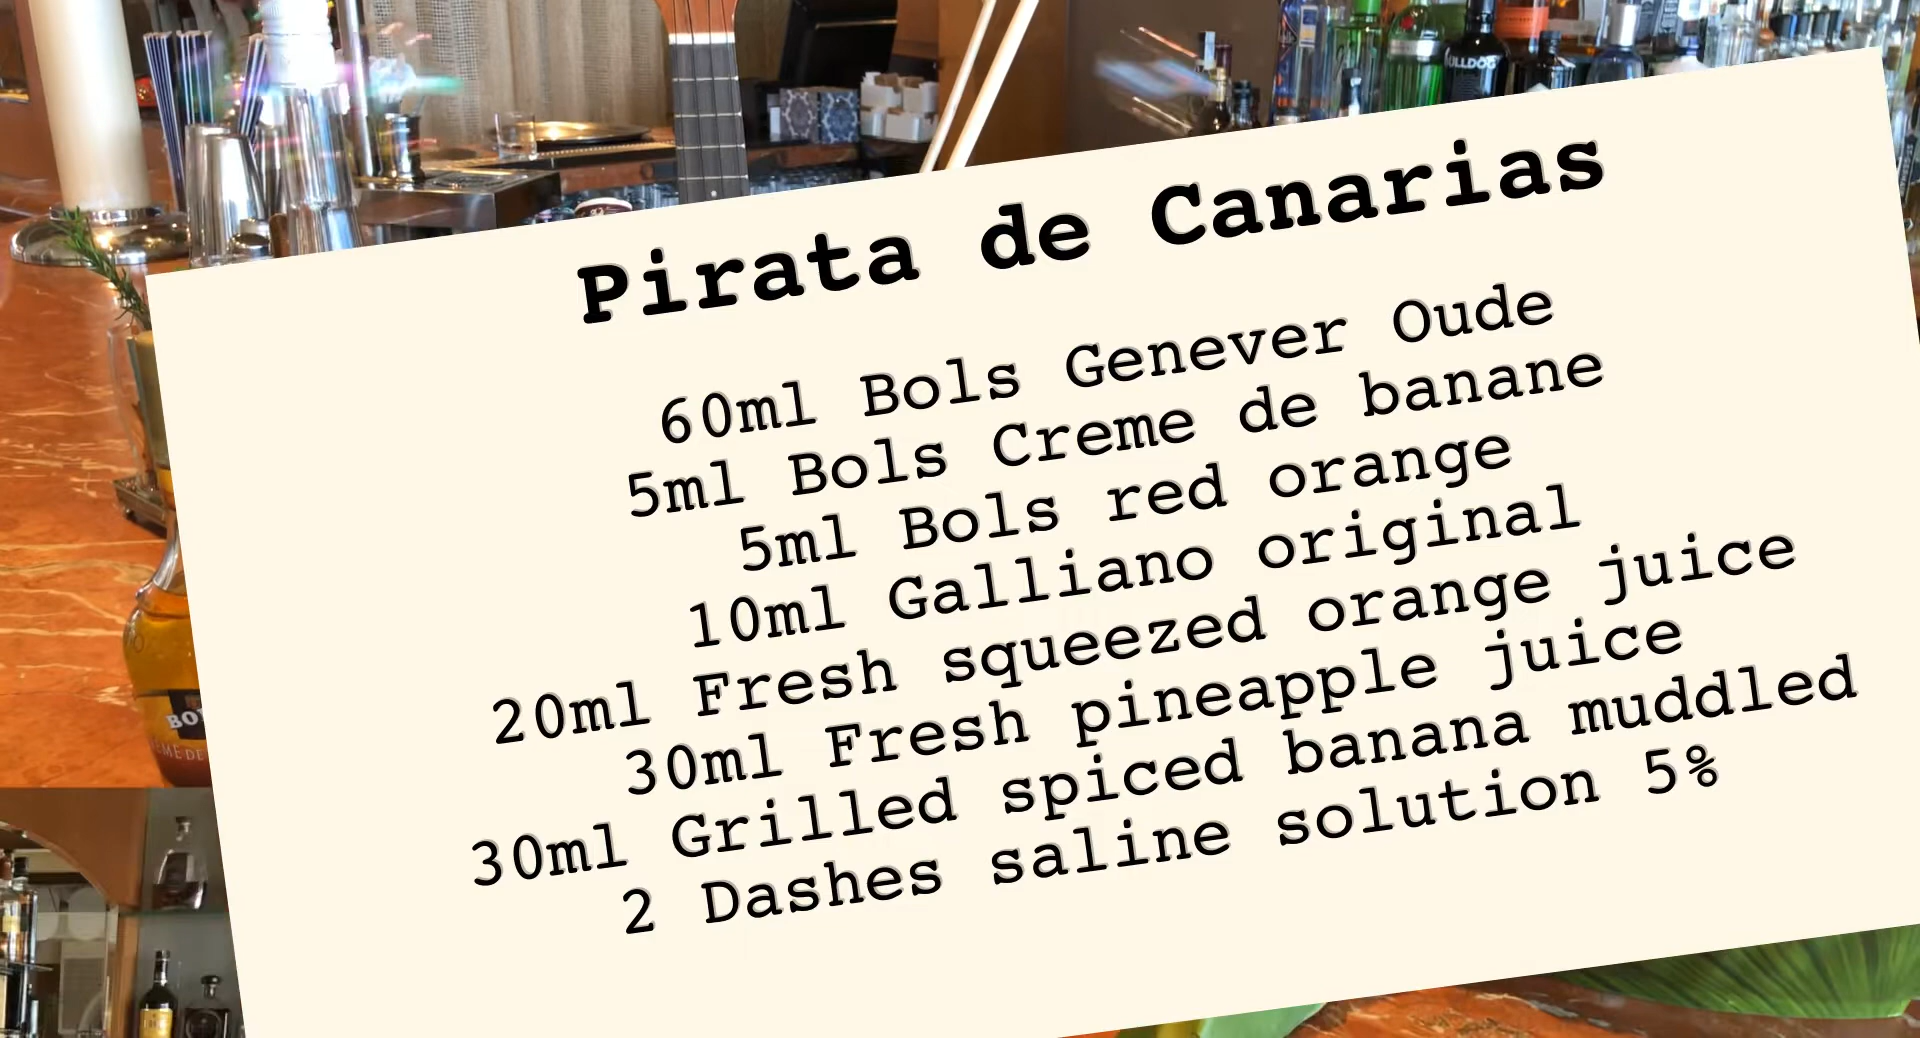 Pirata de Canarias
60ml Bols Genever Oude
5ml Bols Creme de banane
5ml Bols red orange
10ml Galliano original
20ml Fresh squeezed orange juice
30ml Fresh pineapple juice
30ml Grilled spiced banana muddled
2 Dashes saline solution 5%
BULLDOG